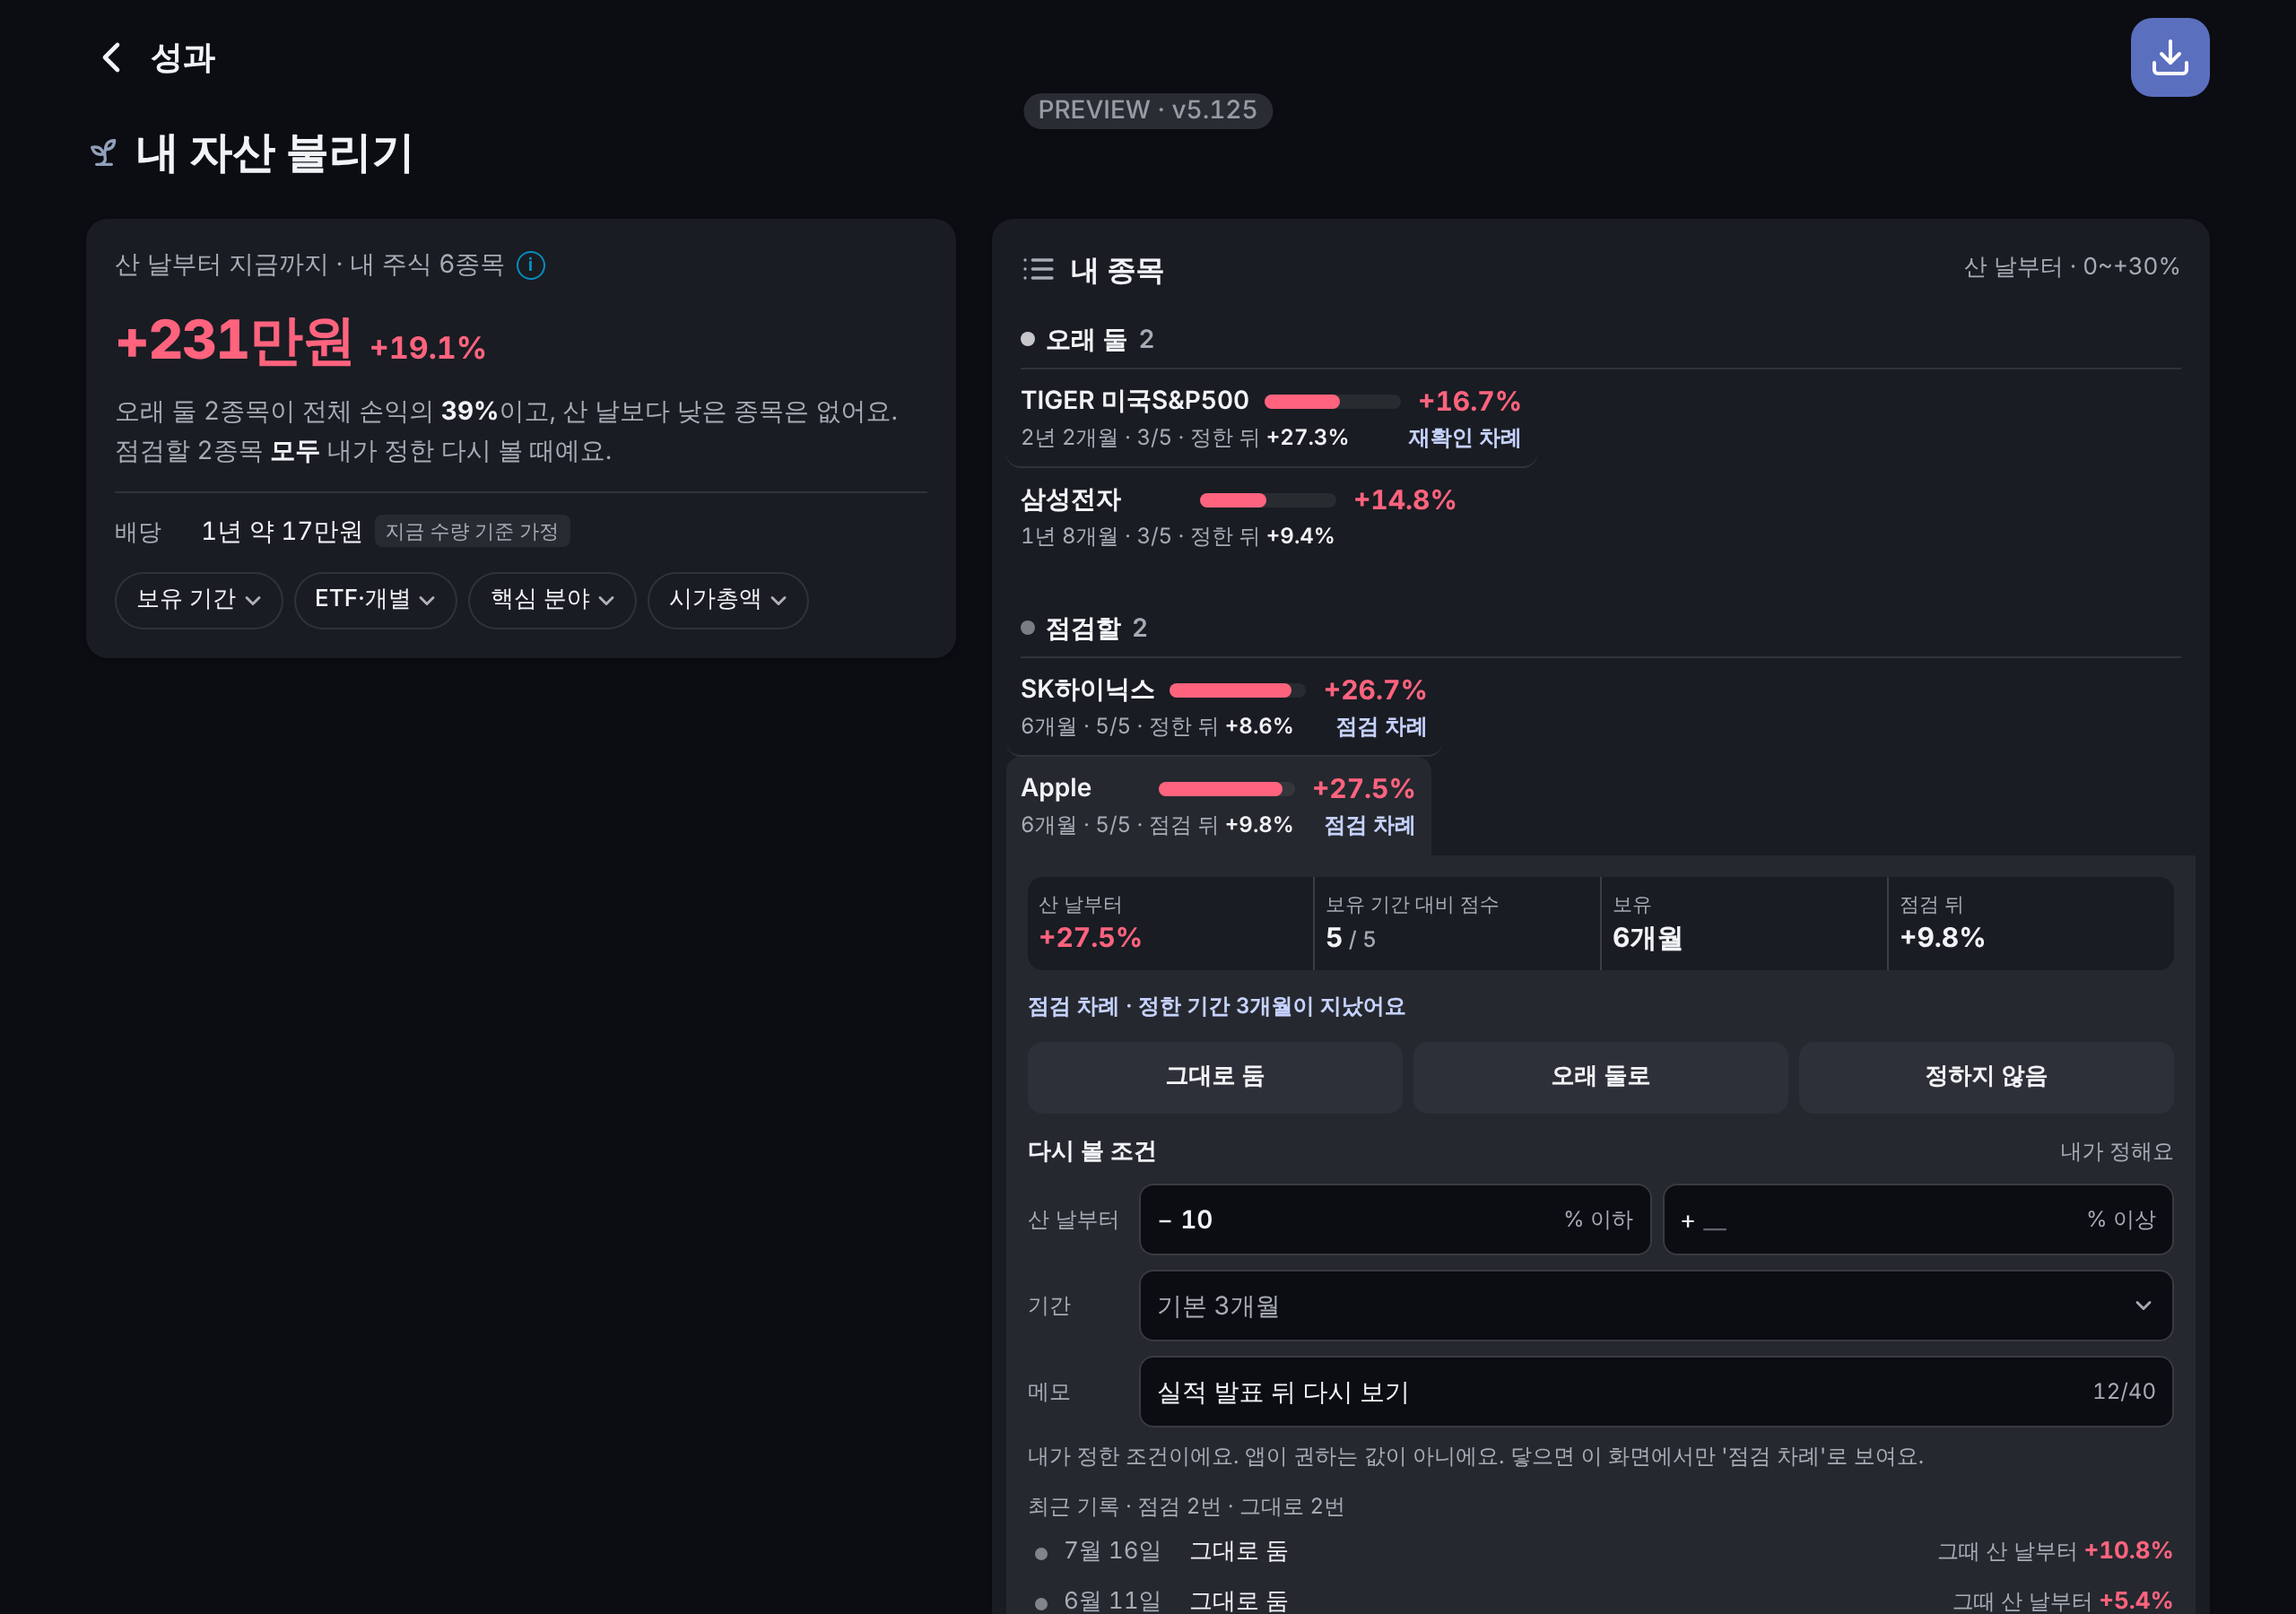 성과
PREVIEW · v5.125
내 자산 불리기
산 날부터 지금까지 · 내 주식 6종목
+231만원 +19.1%
오래 둘 2종목이 전체 손익의 39%이고, 산 날보다 낮은 종목은 없어요.
점검할 2종목 모두 내가 정한 다시 볼 때예요.
배당 1년 약 17만원 지금 수량 기준 가정
보유 기간 ETF·개별 핵심 분야 시가총액
내 종목 산 날부터 · 0~+30%
오래 둘 2
TIGER 미국S&P500 +16.7%
2년 2개월 · 3/5 · 정한 뒤 +27.3% 재확인 차례
삼성전자 +14.8%
1년 8개월 · 3/5 · 정한 뒤 +9.4%
점검할 2
SK하이닉스 +26.7%
6개월 · 5/5 · 정한 뒤 +8.6% 점검 차례
Apple +27.5%
6개월 · 5/5 · 점검 뒤 +9.8% 점검 차례
산 날부터 보유 기간 대비 점수 보유 점검 뒤
+27.5% 5 / 5 6개월 +9.8%
점검 차례 · 정한 기간 3개월이 지났어요
그대로 둠 오래 둘로 정하지 않음
다시 볼 조건 내가 정해요
산 날부터 − 10 % 이하 + __ % 이상
기간 기본 3개월
메모 실적 발표 뒤 다시 보기 12/40
내가 정한 조건이에요. 앱이 권하는 값이 아니에요. 닿으면 이 화면에서만 '점검 차례'로 보여요.
최근 기록 · 점검 2번 · 그대로 2번
7월 16일 그대로 둠 그때 산 날부터 +10.8%
6월 11일 그대로 둠 그때 산 날부터 +5.4%